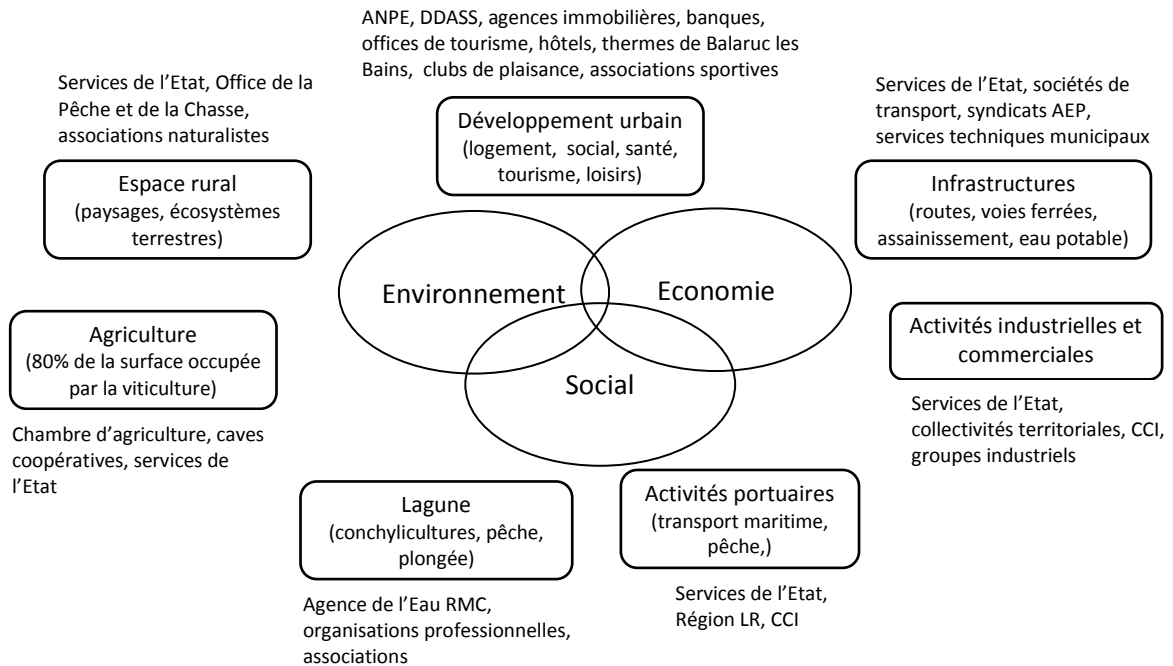 ANPE, DDASS, agences immobilières, banques,
offices de tourisme, hôtels, thermes de Balaruc les
Bains, clubs de plaisance, associations sportives
Services de l’Etat, Office de la
Pêche et de la Chasse,
associations naturalistes
Services de l’Etat, sociétés de
transport, syndicats AEP,
services techniques municipaux
Développement urbain
(logement, social, santé,
tourisme, loisirs)
Espace rural
(paysages, écosystèmes
terrestres)
Infrastructures
(routes, voies ferrées,
assainissement, eau potable)
Environnement
Economie
Social
Agriculture
(80% de la surface occupée
par la viticulture)
Activités industrielles et
commerciales
Chambre d’agriculture, caves
coopératives, services de
l’Etat
Services de l’Etat,
collectivités territoriales, CCI,
groupes industriels
Lagune
(conchylicultures, pêche,
plongée)
Activités portuaires
(transport maritime,
pêche,)
Agence de l’Eau RMC,
organisations professionnelles,
associations
Services de l’Etat,
Région LR, CCI